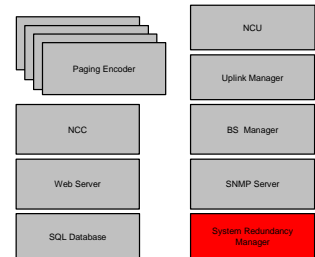 Paging Encoder
NCC
Web Server
SQL Database
NCU
Uplink Manager
BS Manager
SNMP Server
System Redundancy
Manager